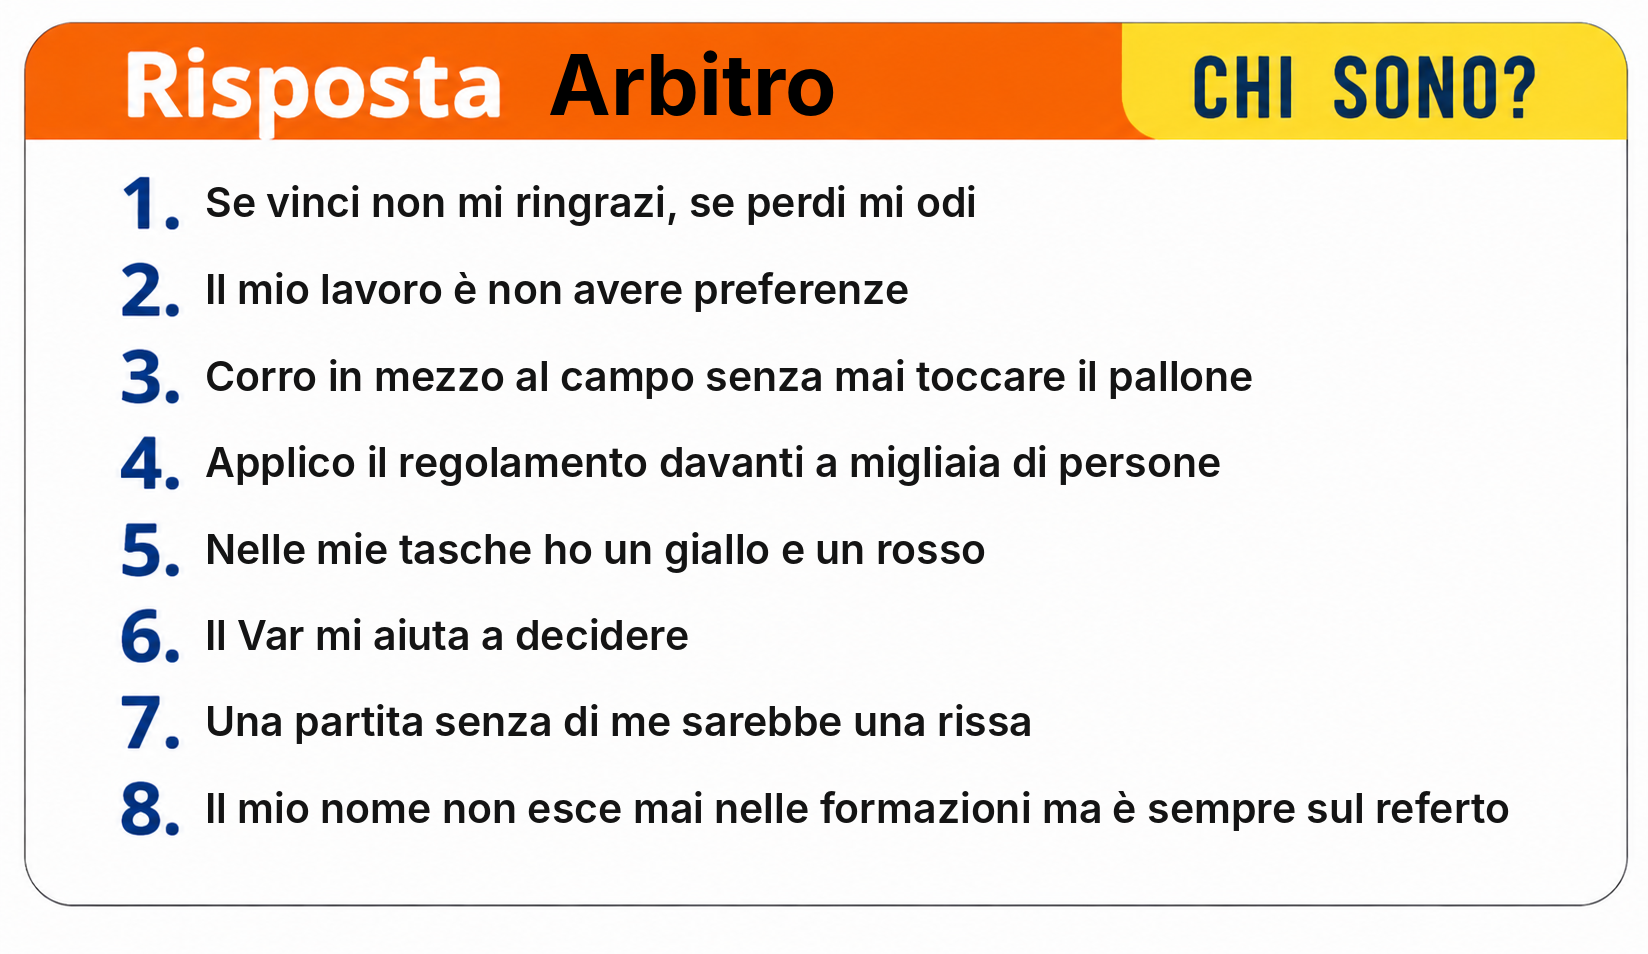 Risposta Arbitro CHI SONO?
1. Se vinci non mi ringrazi, se perdi mi odi
2. Il mio lavoro è non avere preferenze
3. Corro in mezzo al campo senza mai toccare il pallone
4. Applico il regolamento davanti a migliaia di persone
5. Nelle mie tasche ho un giallo e un rosso
6. Il Var mi aiuta a decidere
7. Una partita senza di me sarebbe una rissa
8. Il mio nome non esce mai nelle formazioni ma è sempre sul referto